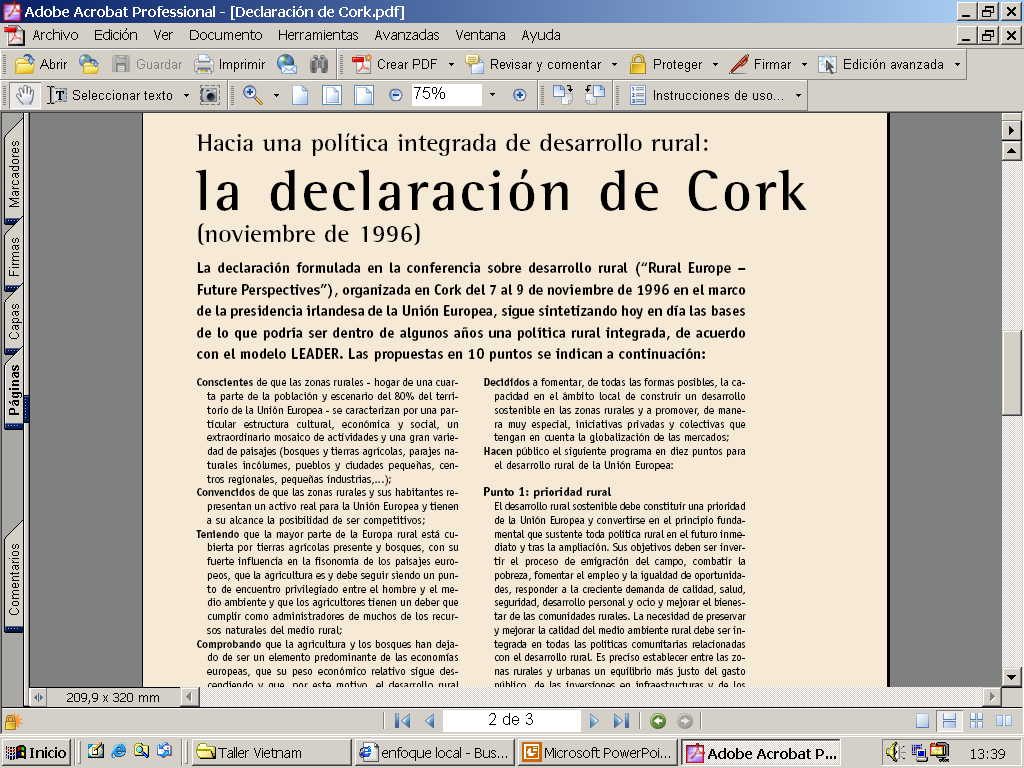 Adobe Acrobat Professional - [Declaración de Cork.pdf]
Archivo Edición Ver Documento Herramientas Avanzadas Ventana Ayuda
Abrir Guardar Imprimir Crear PDF Revisar y comentar Proteger Firmar Edición avanzada
Seleccionar texto 75% Instrucciones de uso...
Marcadores
Firmas
Capas
Páginas
Comentarios
Hacia una política integrada de desarrollo rural:
la declaración de Cork
(noviembre de 1996)
La declaración formulada en la conferencia sobre desarrollo rural (“Rural Europe –
Future Perspectives”), organizada en Cork del 7 al 9 de noviembre de 1996 en el marco
de la presidencia irlandesa de la Unión Europea, sigue sintetizando hoy en día las bases
de lo que podría ser dentro de algunos años una política rural integrada, de acuerdo
con el modelo LEADER. Las propuestas en 10 puntos se indican a continuación:
Conscientes de que las zonas rurales - hogar de una cuar-
ta parte de la población y escenario del 80% del terri-
torio de la Unión Europea - se caracterizan por una par-
ticular estructura cultural, económica y social, un
extraordinario mosaico de actividades y una gran varie-
dad de paisajes (bosques y tierras agrícolas, parajes na-
turales incólumes, pueblos y ciudades pequeñas, cen-
tros regionales, pequeñas industrias,...);
Convencidos de que las zonas rurales y sus habitantes re-
presentan un activo real para la Unión Europea y tienen
a su alcance la posibilidad de ser competitivos;
Teniendo que la mayor parte de la Europa rural está cu-
bierta por tierras agrícolas presente y bosques, con su
fuerte influencia en la fisonomía de los paisajes euro-
peos, que la agricultura es y debe seguir siendo un pun-
to de encuentro privilegiado entre el hombre y el me-
dio ambiente y que los agricultores tienen un deber que
cumplir como administradores de muchos de los recur-
sos naturales del medio rural;
Comprobando que la agricultura y los bosques han deja-
do de ser un elemento predominante de las economías
europeas, que su peso económico relativo sigue des-
cendiendo y que, por este motivo, el desarrollo rural
Decididos a fomentar, de todas las formas posibles, la ca-
pacidad en el ámbito local de construir un desarrollo
sostenible en las zonas rurales y a promover, de mane-
ra muy especial, iniciativas privadas y colectivas que
tengan en cuenta la globalización de los mercados;
Hacen público el siguiente programa en diez puntos para
el desarrollo rural de la Unión Europea:
Punto 1: prioridad rural
El desarrollo rural sostenible debe constituir una prioridad
de la Unión Europea y convertirse en el principio funda-
mental que sustente toda política rural en el futuro inme-
diato y tras la ampliación. Sus objetivos deben ser inver-
tir el proceso de emigración del campo, combatir la
pobreza, fomentar el empleo y la igualdad de oportunida-
des, responder a la creciente demanda de calidad, salud,
seguridad, desarrollo personal y ocio y mejorar el bienes-
tar de las comunidades rurales. La necesidad de preservar
y mejorar la calidad del medio ambiente rural debe ser in-
tegrada en todas las políticas comunitarias relacionadas
con el desarrollo rural. Es preciso establecer entre las zo-
nas rurales y urbanas un equilibrio más justo del gasto
público, de las inversiones en infraestructuras y de los
209,9 x 320 mm
2 de 3
Inicio Taller Vietnam enfoque local - Bus... Microsoft PowerPoi... Adobe Acrobat P... 13:39